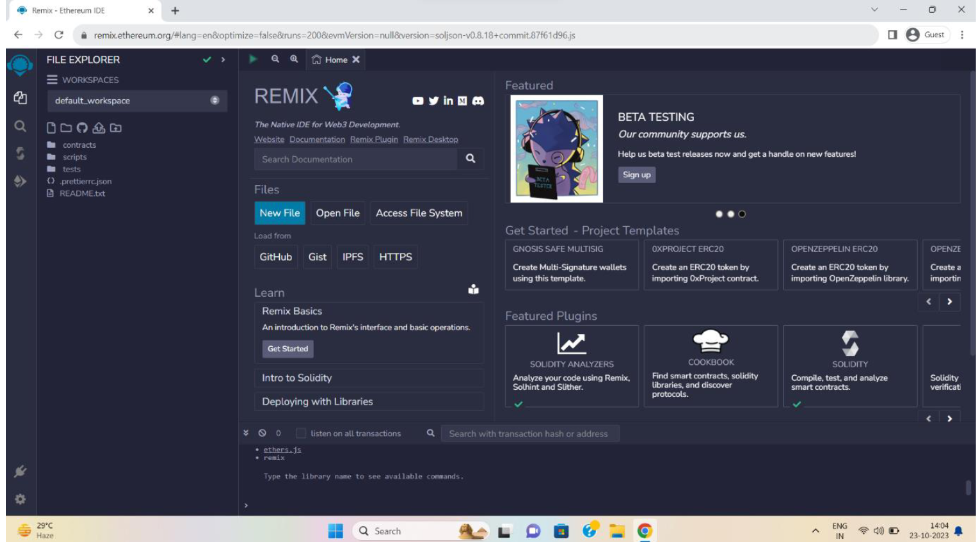 Remix - Ethereum IDE
remix.ethereum.org/#lang=en&optimize=false&runs=200&evmVersion=null&version=soljson-v0.8.18+commit.87f61d96.js
Guest
FILE EXPLORER
WORKSPACES
default_workspace
contracts
scripts
tests
.prettierrc.json
README.txt
Home
REMIX
The Native IDE for Web3 Development.
Website Documentation Remix Plugin Remix Desktop
Search Documentation
Files
New File Open File Access File System
Load from
GitHub Gist IPFS HTTPS
Learn
Remix Basics
An introduction to Remix's interface and basic operations.
Get Started
Intro to Solidity
Deploying with Libraries
Featured
BETA TESTER
BETA TESTING
Our community supports us.
Help us beta test releases now and get a handle on new features!
Sign up
Get Started - Project Templates
GNOSIS SAFE MULTISIG
Create Multi-Signature wallets
using this template.
0XPROJECT ERC20
Create an ERC20 token by
importing 0xProject contract.
OPENZEPPELIN ERC20
Create an ERC20 token by
importing OpenZeppelin library.
OPENZE
Create a
importin
Featured Plugins
SOLIDITY ANALYZERS
Analyze your code using Remix,
Solhint and Slither.
COOKBOOK
Find smart contracts, solidity
libraries, and discover
protocols.
SOLIDITY
Compile, test, and analyze
smart contracts.
Solidity
verificati
0 listen on all transactions Search with transaction hash or address
• ethers.js
• remix
Type the library name to see available commands.
>
29°C
Haze
Search
ENG
IN
14:04
23-10-2023